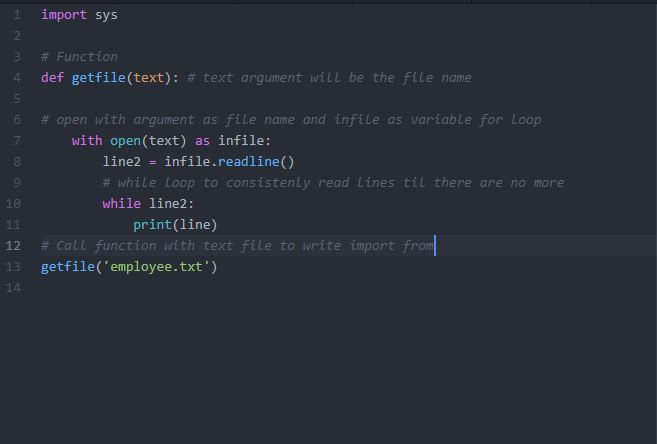 1 import sys
2
3 # Function
4 def getfile(text): # text argument will be the file name
5
6 # open with argument as file name and infile as variable for loop
7     with open(text) as infile:
8         line2 = infile.readline()
9         # while loop to consistenly read lines til there are no more
10         while line2:
11             print(line)
12 # Call function with text file to write import from
13 getfile('employee.txt')
14